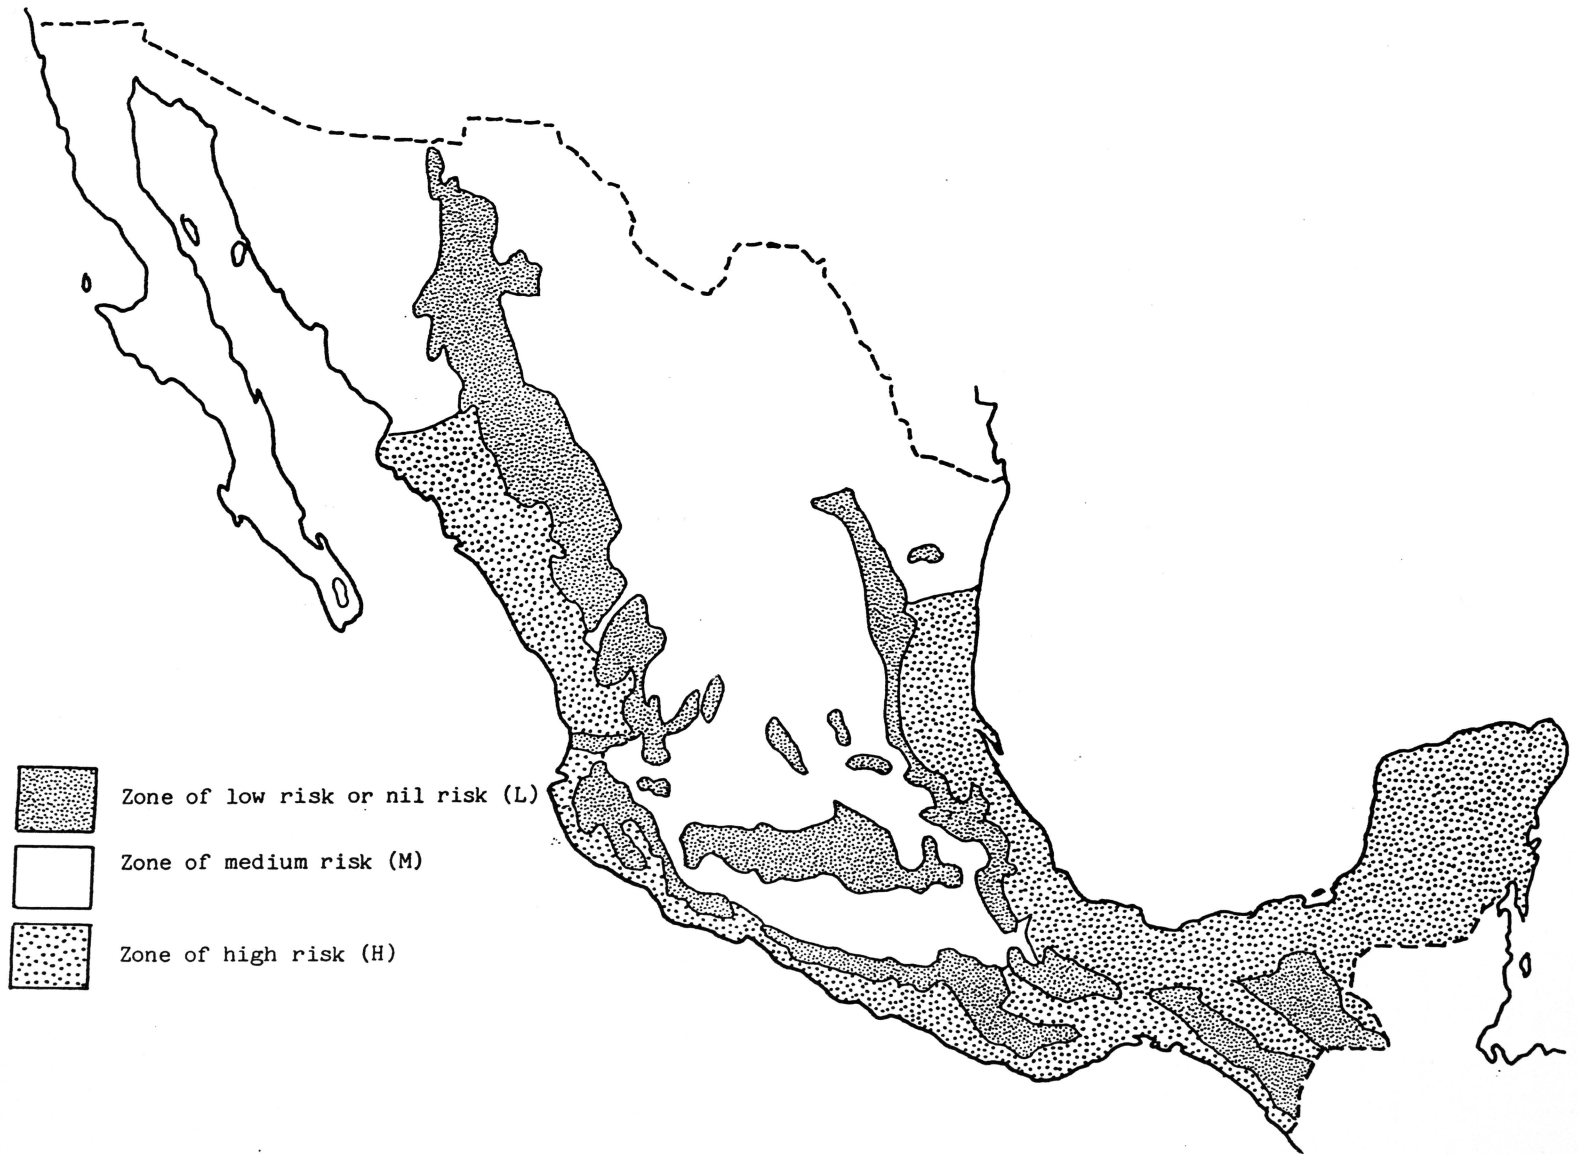 Zone of low risk or nil risk (L)
Zone of medium risk (M)
Zone of high risk (H)